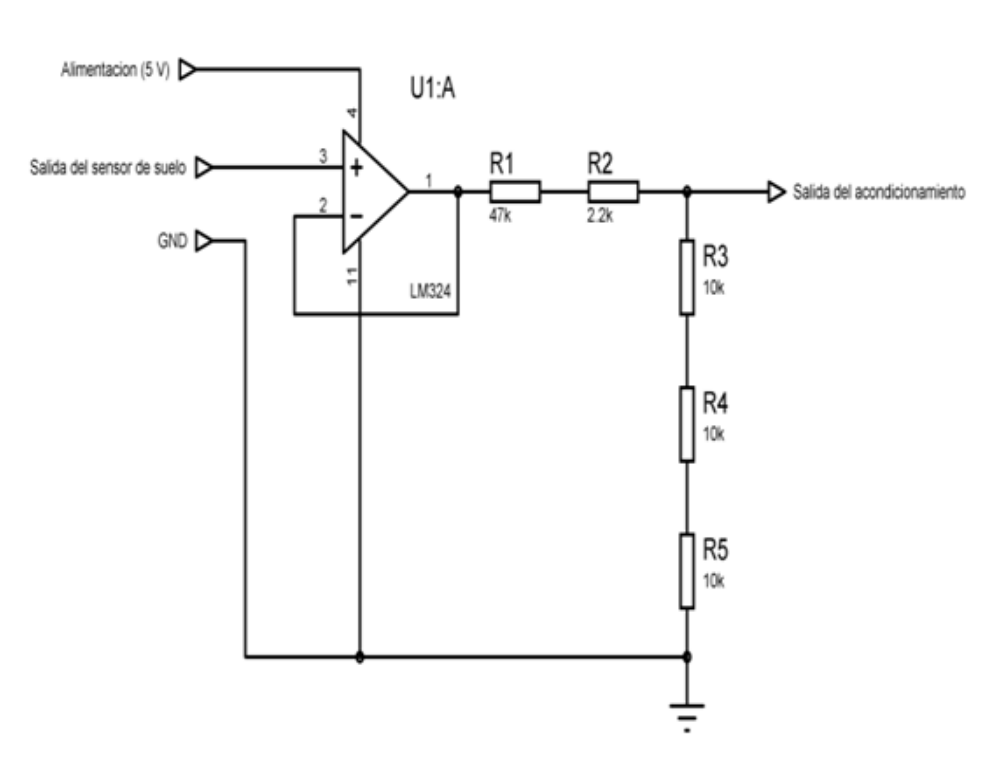 Alimentacion (5 V)
U1:A
4
Salida del sensor de suelo
3
+
1
R1
47k
R2
2.2k
Salida del acondicionamiento
2
-
GND
11
LM324
R3
10k
R4
10k
R5
10k